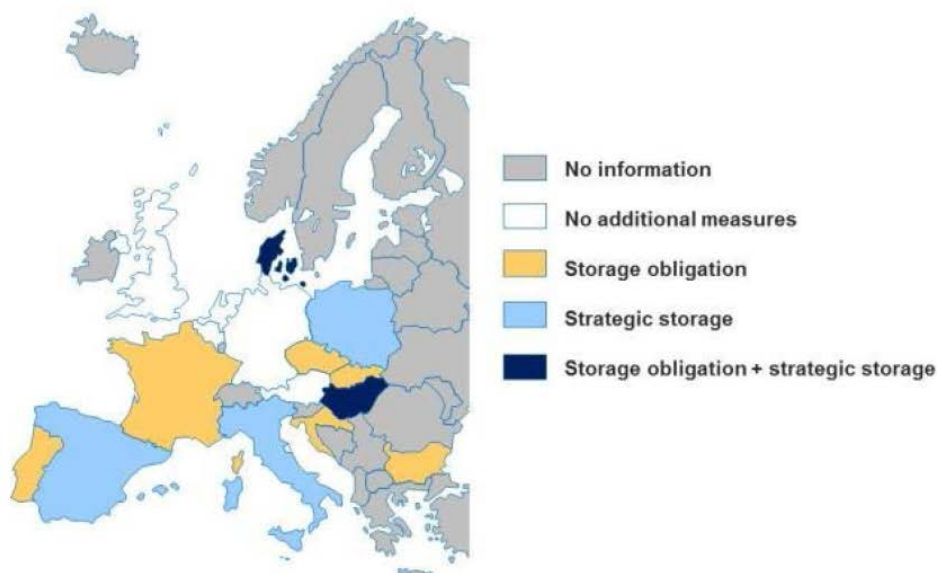 No information
No additional measures
Storage obligation
Strategic storage
Storage obligation + strategic storage